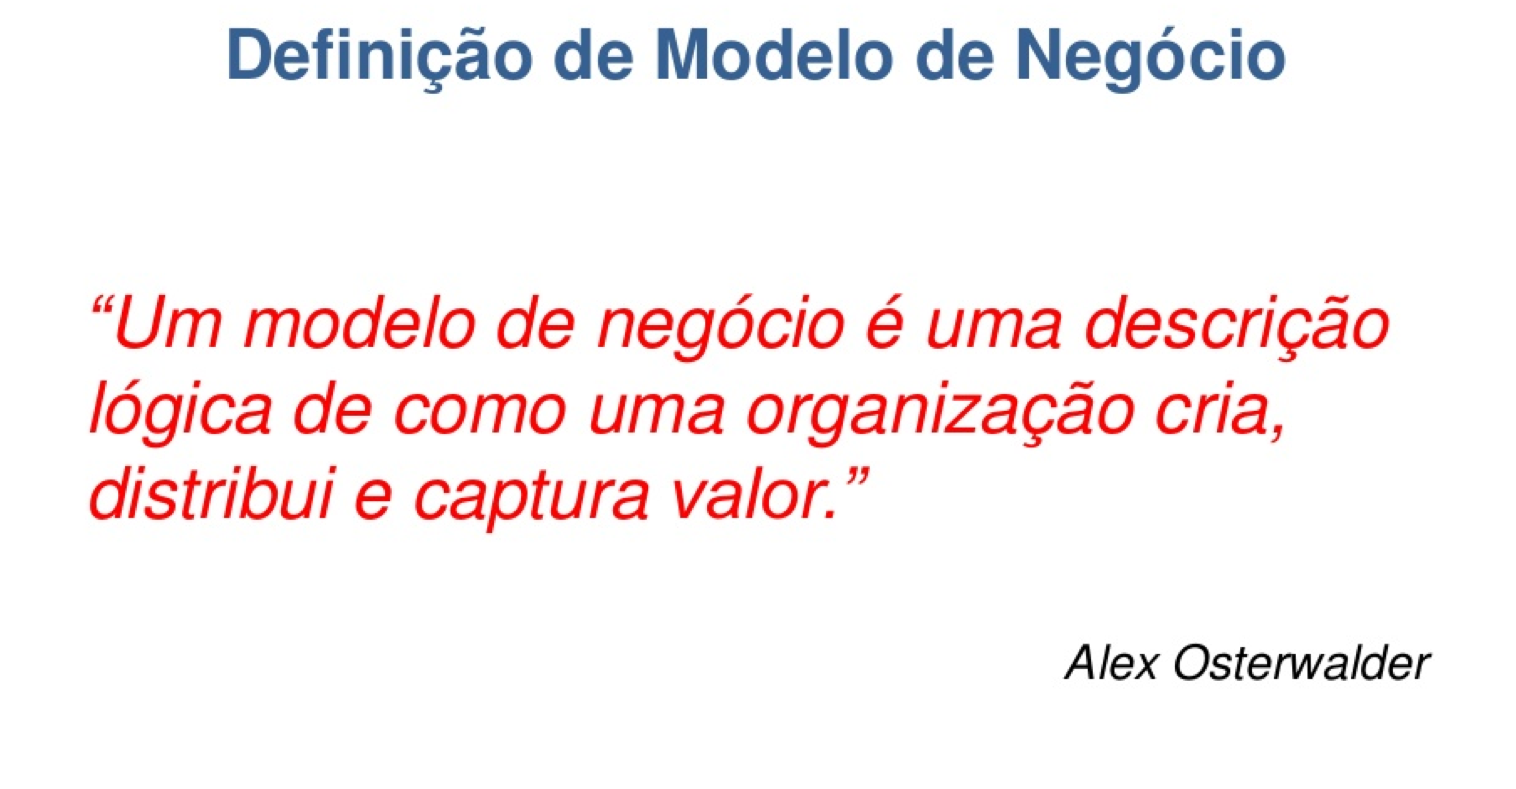 Definição de Modelo de Negócio
“Um modelo de negócio é uma descrição
lógica de como uma organização cria,
distribui e captura valor.”
Alex Osterwalder